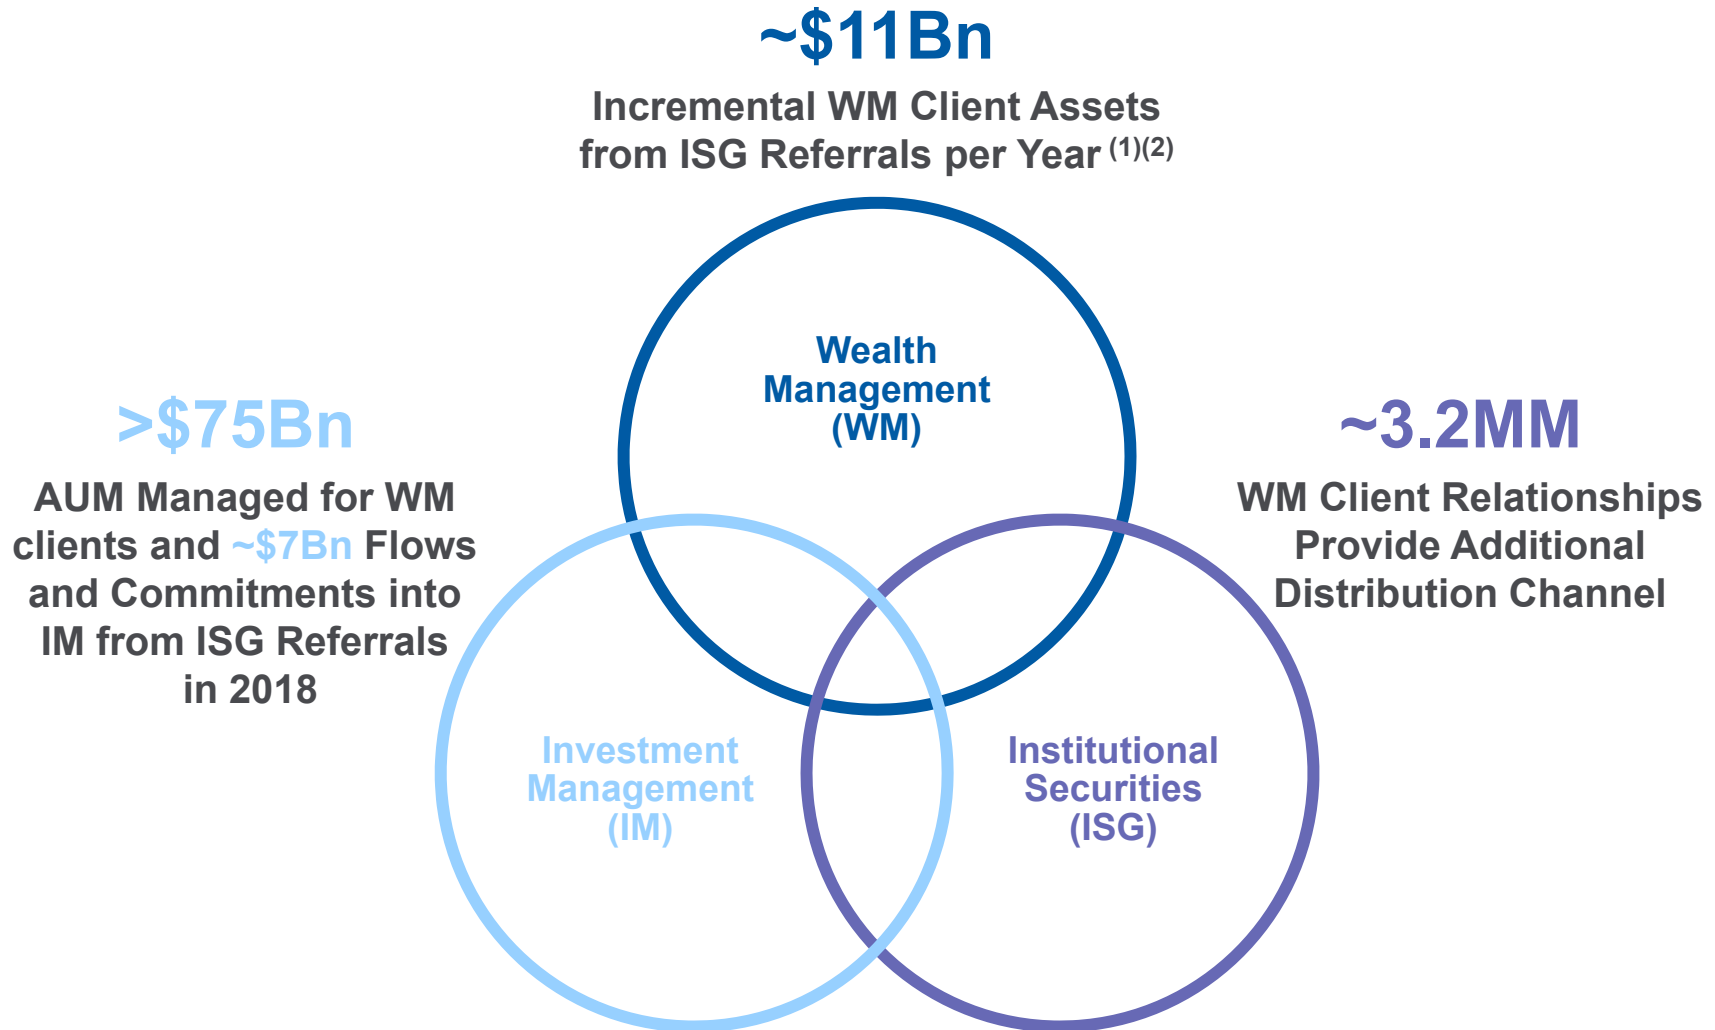 ~$11Bn
Incremental WM Client Assets
from ISG Referrals per Year (1)(2)
Wealth
Management
(WM)
>$75Bn
AUM Managed for WM
clients and ~$7Bn Flows
and Commitments into
IM from ISG Referrals
in 2018
~3.2MM
WM Client Relationships
Provide Additional
Distribution Channel
Investment
Management
(IM)
Institutional
Securities
(ISG)